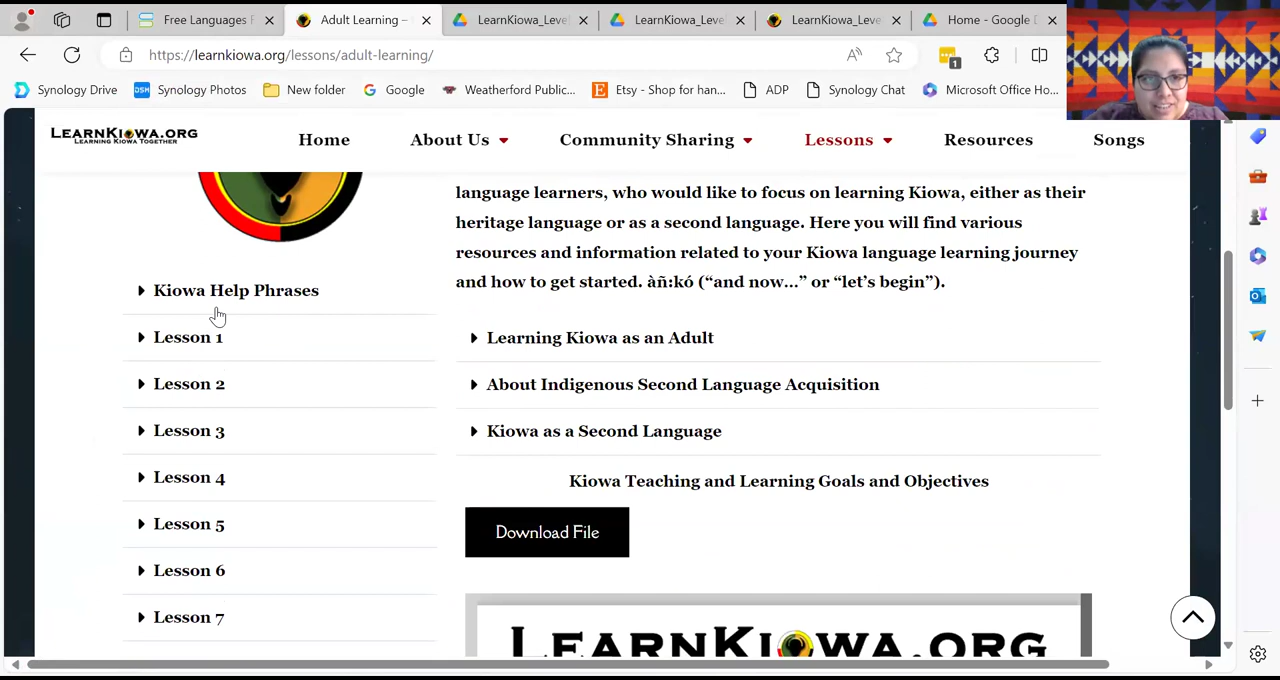 Free Languages F
Adult Learning –
LearnKiowa_Leve
LearnKiowa_Leve
LearnKiowa_Leve
Home - Google D
https://learnkiowa.org/lessons/adult-learning/
A
1
Synology Drive
DSH
Synology Photos
New folder
Google
Weatherford Public...
Etsy - Shop for han...
ADP
Synology Chat
Microsoft Office Ho...
LEARNKIOWA.ORG
LEARNING KIOWA TOGETHER
Home
About Us
Community Sharing
Lessons
Resources
Songs
language learners, who would like to focus on learning Kiowa, either as their
heritage language or as a second language. Here you will find various
resources and information related to your Kiowa language learning journey
and how to get started. àñ:kó (“and now...” or “let’s begin”).
Kiowa Help Phrases
Lesson 1
Lesson 2
Lesson 3
Lesson 4
Lesson 5
Lesson 6
Lesson 7
Learning Kiowa as an Adult
About Indigenous Second Language Acquisition
Kiowa as a Second Language
Kiowa Teaching and Learning Goals and Objectives
Download File
LEARNKIOWA.ORG